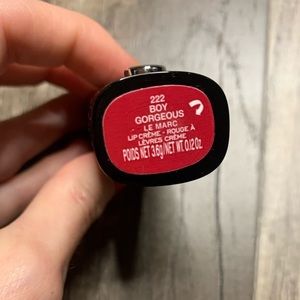 222
BOY
GORGEOUS
LE MARC
LIP CRÈME - ROUGE À
LÈVRES CRÈME
POIDS NET 3.6g/NET WT. 0.12 Oz.